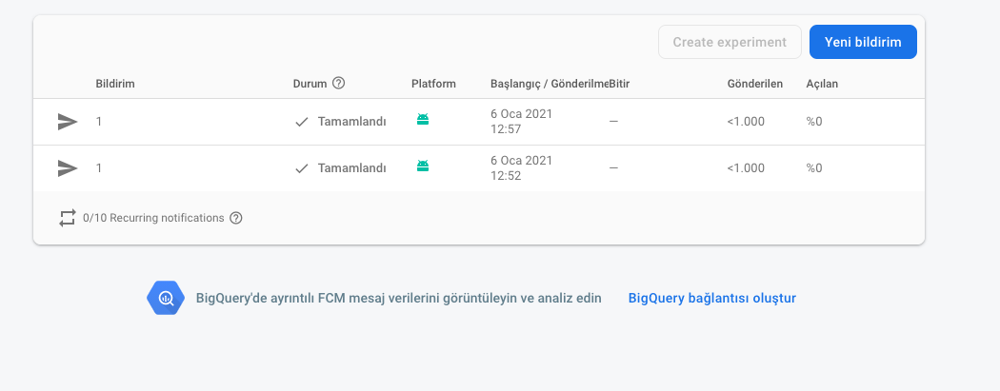 Create experiment
Yeni bildirim
Bildirim Durum Platform Başlangıç / Gönderilme Bitir Gönderilen Açılan
1 Tamamlandı 6 Oca 2021 12:57 — <1.000 %0
1 Tamamlandı 6 Oca 2021 12:52 — <1.000 %0
0/10 Recurring notifications
BigQuery'de ayrıntılı FCM mesaj verilerini görüntüleyin ve analiz edin BigQuery bağlantısı oluştur